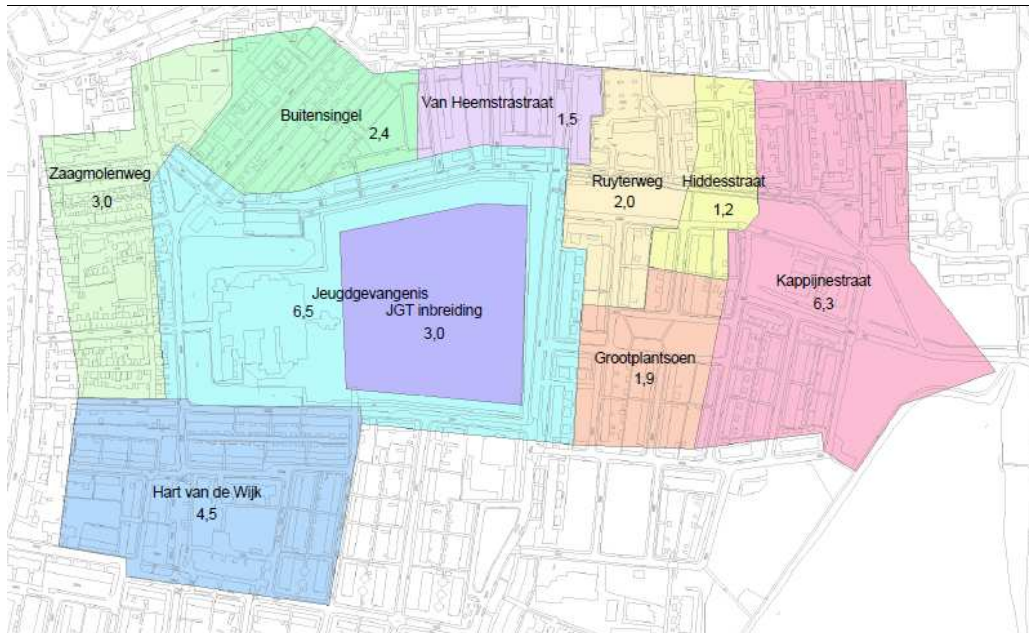 Buitensingel
2,4
Van Heemstrastraat
1,5
Zaagmolenweg
3,0
Ruyterweg
2,0
Hiddesstraat
1,2
Jeugdgevangenis
6,5
JGT inbreiding
3,0
Kappijnestraat
6,3
Grootplantsoen
1,9
Hart van de Wijk
4,5